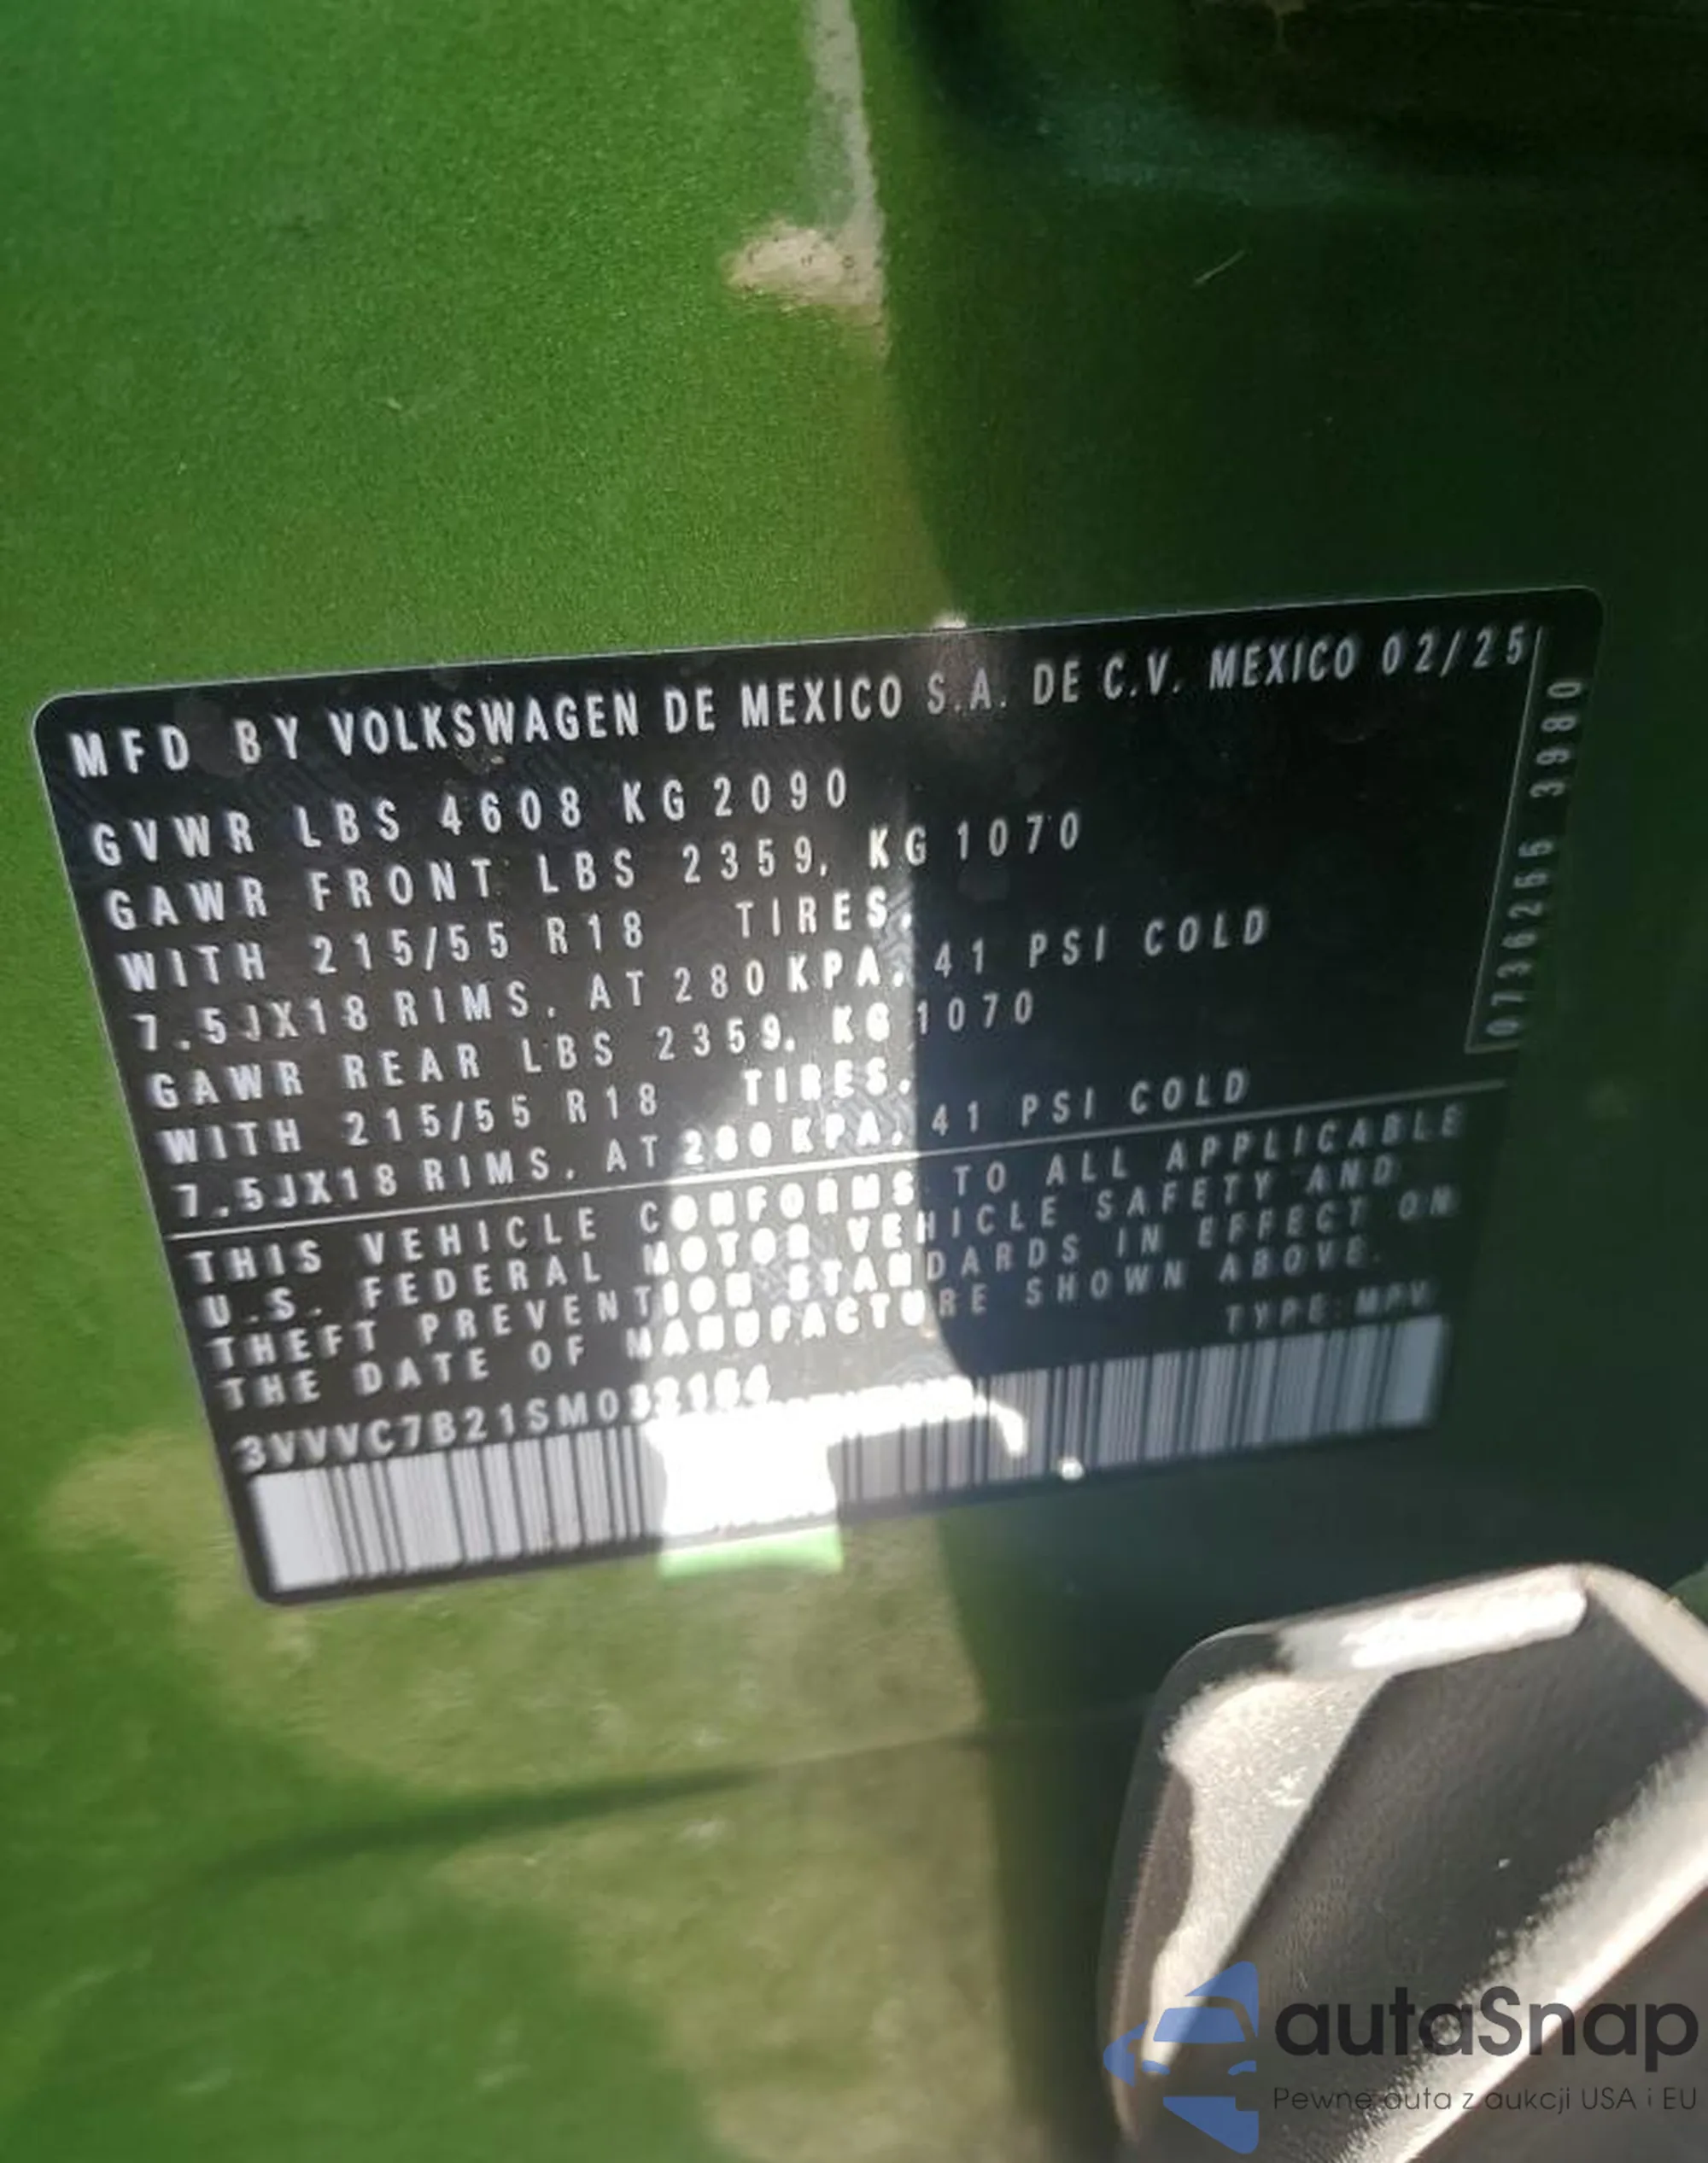 MFD BY VOLKSWAGEN DE MEXICO S.A. DE C.V. MEXICO 02/25
GVWR LBS 4608 KG 2090
GAWR FRONT LBS 2359, KG 1070
WITH 215/55 R18 TIRES,
7.5JX18 RIMS, AT 280 KPA, 41 PSI COLD
GAWR REAR LBS 2359, KG 1070
WITH 215/55 R18 TIRES,
7.5JX18 RIMS, AT 280 KPA, 41 PSI COLD
0736255 3980
THIS VEHICLE CONFORMS TO ALL APPLICABLE
U.S. FEDERAL MOTOR VEHICLE SAFETY AND
THEFT PREVENTION STANDARDS IN EFFECT ON
THE DATE OF MANUFACTURE SHOWN ABOVE.
TYPE: MPV
autaSnap
Pewne auta z aukcji USA i EU